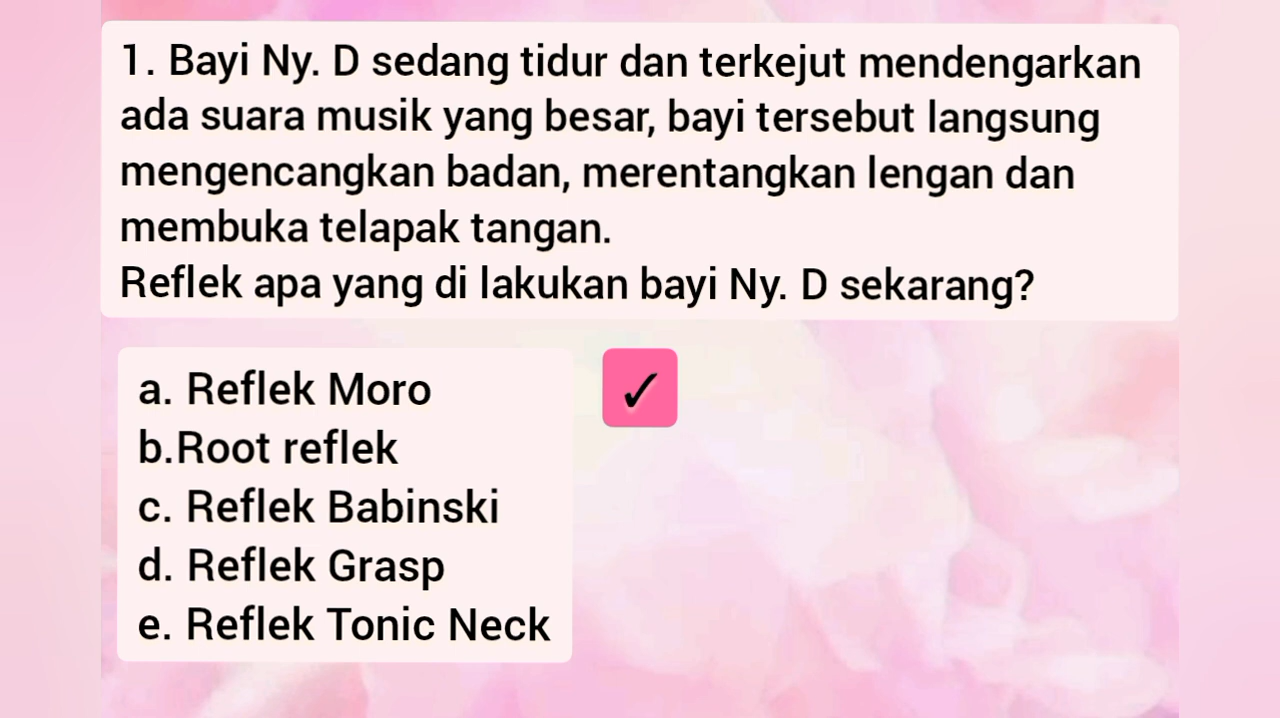 1. Bayi Ny. D sedang tidur dan terkejut mendengarkan
ada suara musik yang besar, bayi tersebut langsung
mengencangkan badan, merentangkan lengan dan
membuka telapak tangan.
Reflek apa yang di lakukan bayi Ny. D sekarang?
a. Reflek Moro ✓
b.Root reflek
c. Reflek Babinski
d. Reflek Grasp
e. Reflek Tonic Neck